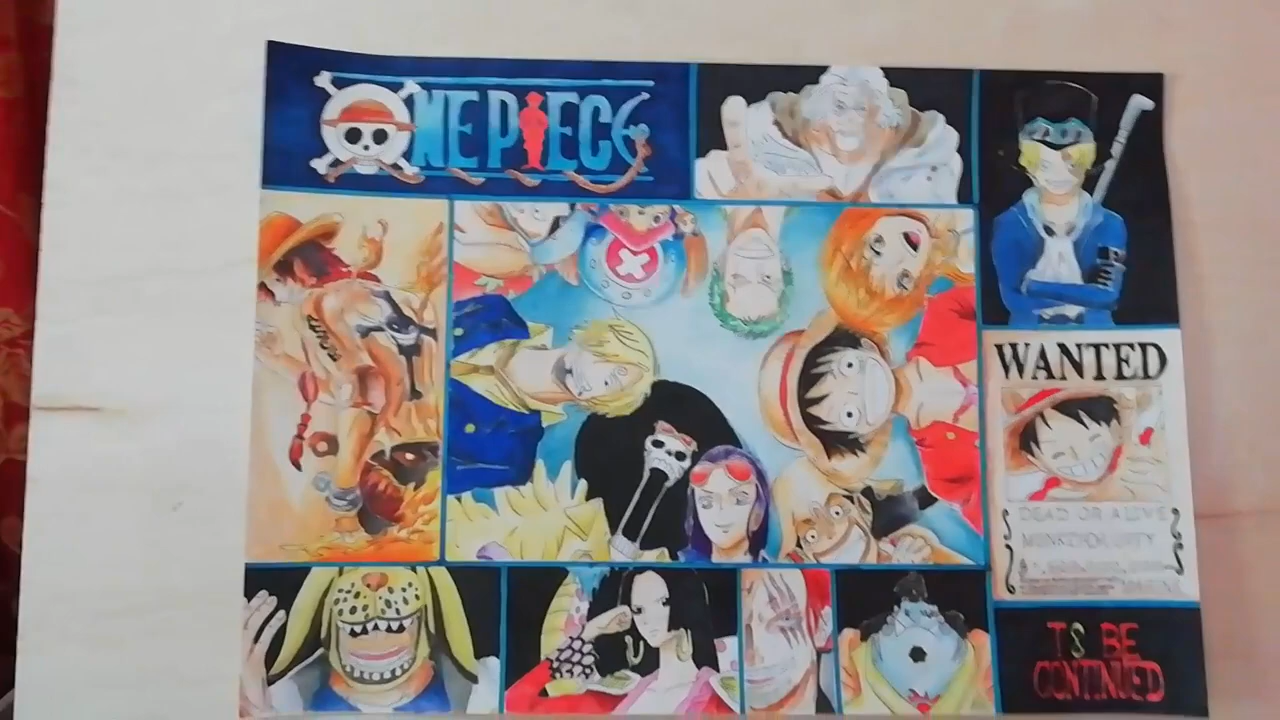 ONE PIECE
WANTED
DEAD OR ALIVE
TO BE
CONTINUED